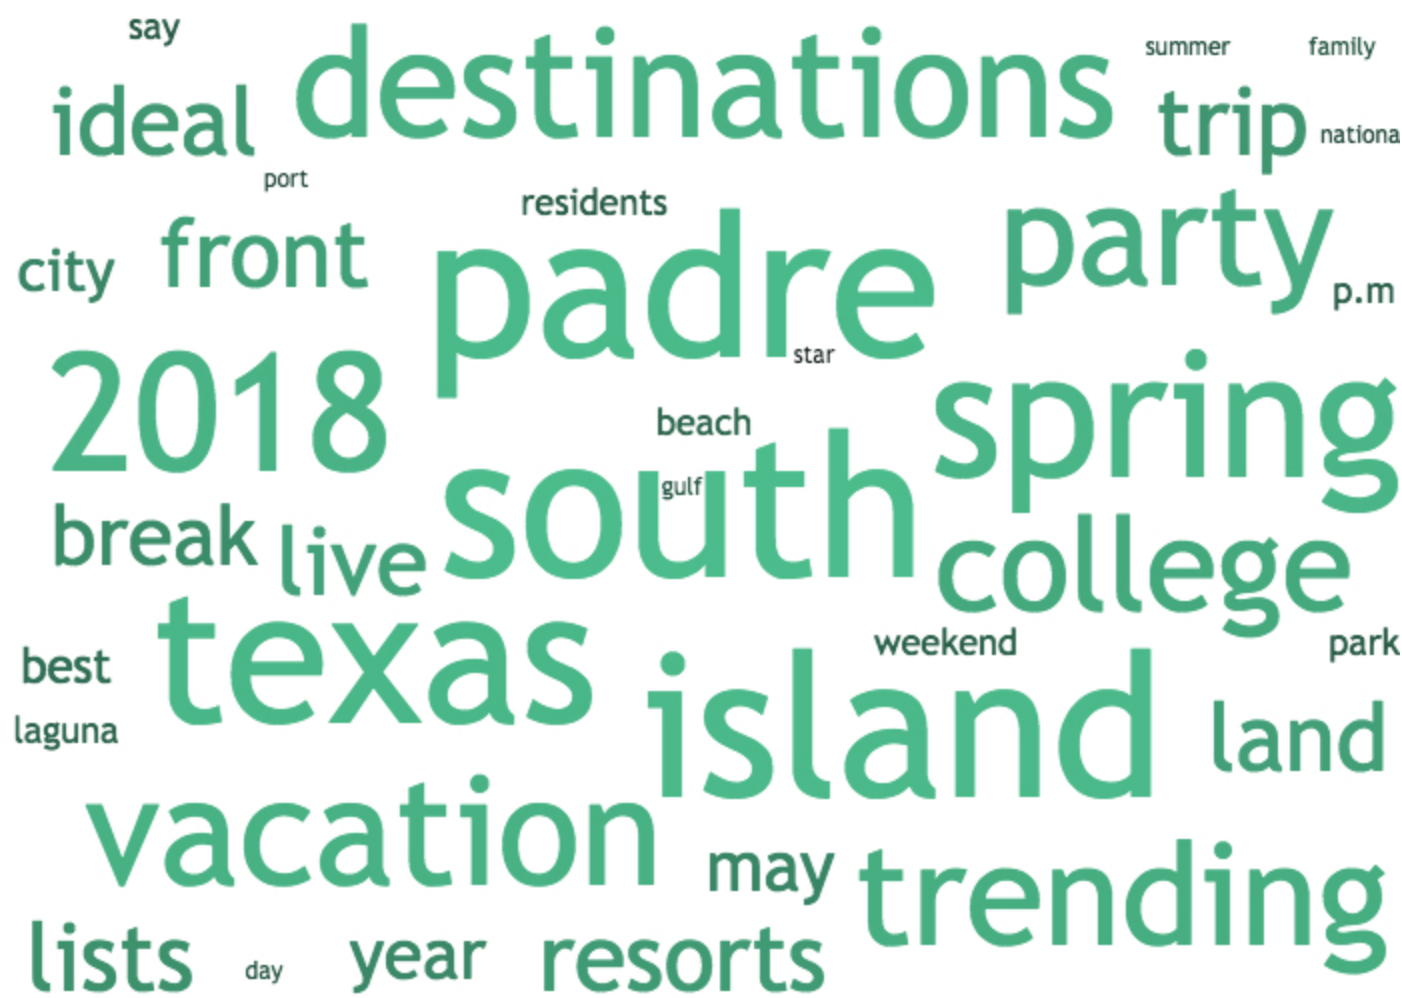 say
destinations
summer
family
ideal
trip
nationa
port
residents
front
padre
party
city
p.m
star
2018
spring
beach
south
gulf
break
live
college
texas
weekend
park
best
island
laguna
land
vacation
may
trending
lists
day
year
resorts